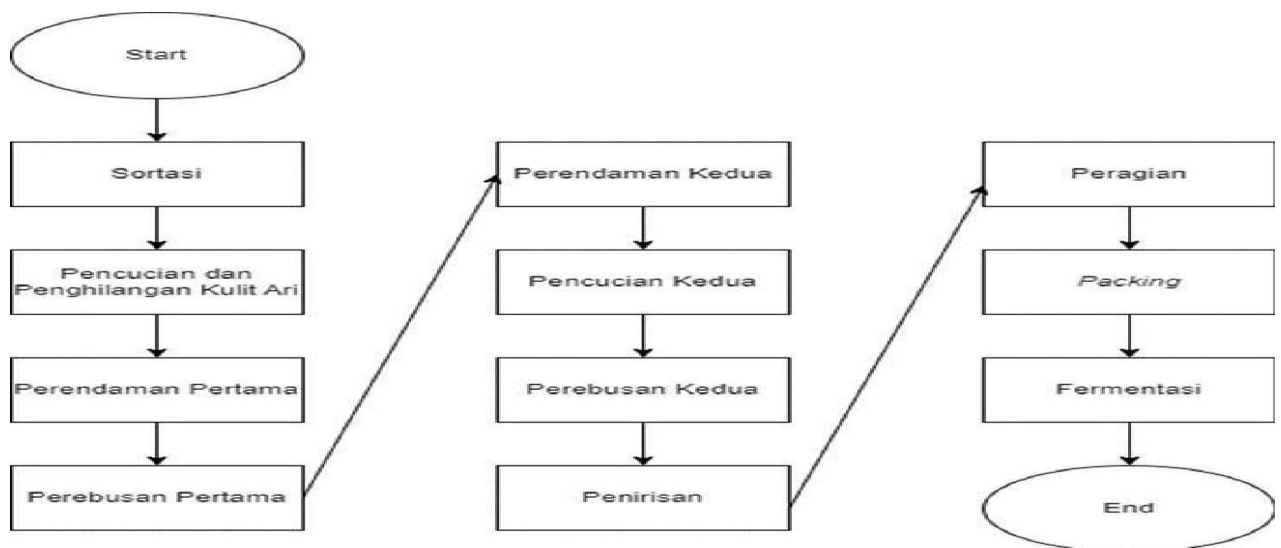 Start
Sortasi
Pencucian dan
Penghilangan Kulit Ari
Perendaman Pertama
Perebusan Pertama
Perendaman Kedua
Pencucian Kedua
Perebusan Kedua
Penirisan
Peragian
Packing
Fermentasi
End